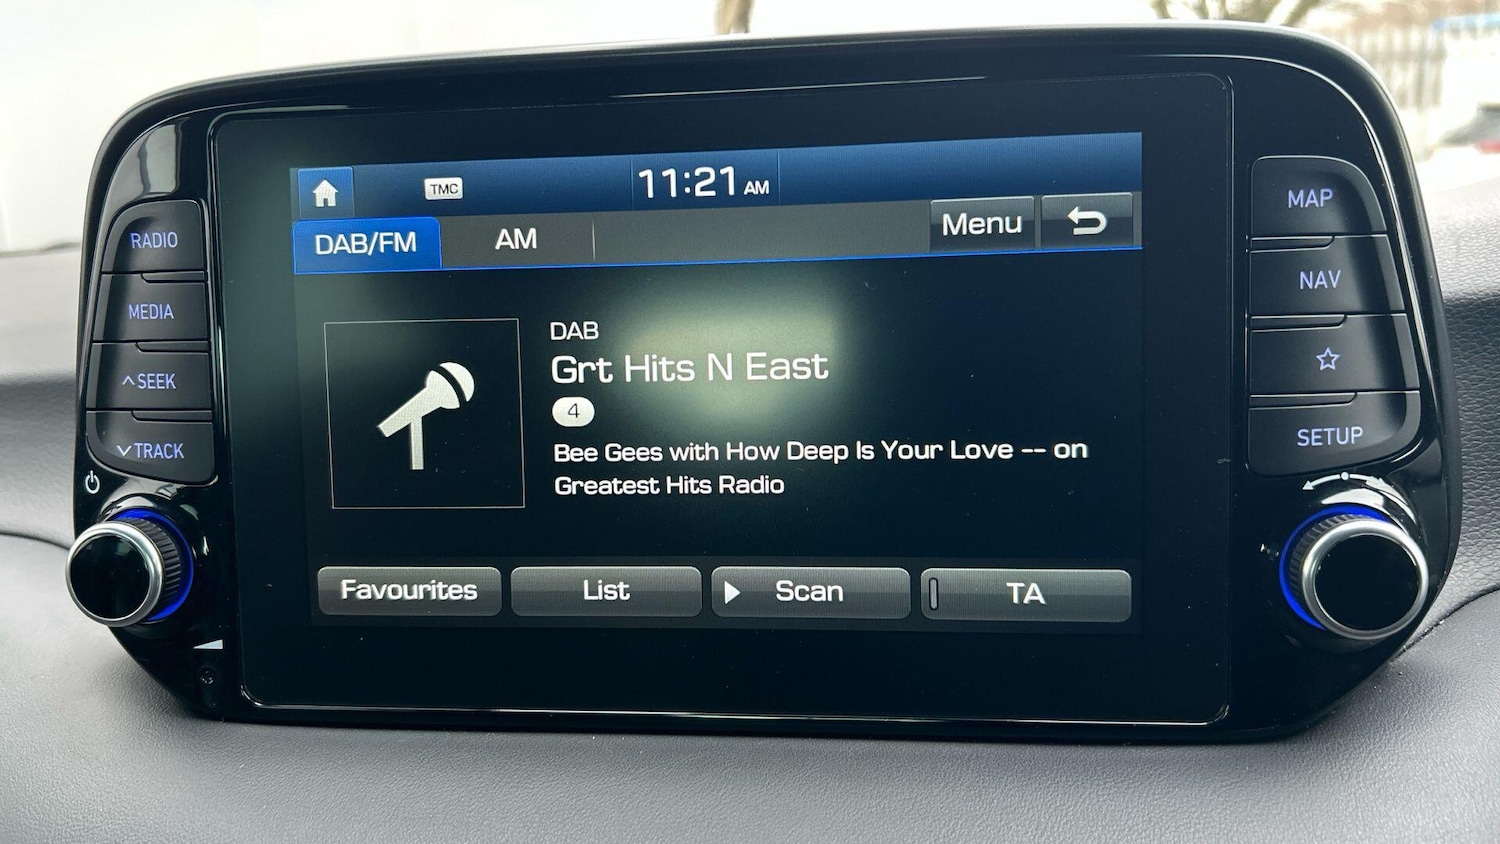 TMC
11:21 AM
DAB/FM
AM
Menu
DAB
Grt Hits N East
4
Bee Gees with How Deep Is Your Love -- on
Greatest Hits Radio
Favourites
List
Scan
TA
RADIO
MEDIA
SEEK
TRACK
MAP
NAV
SETUP